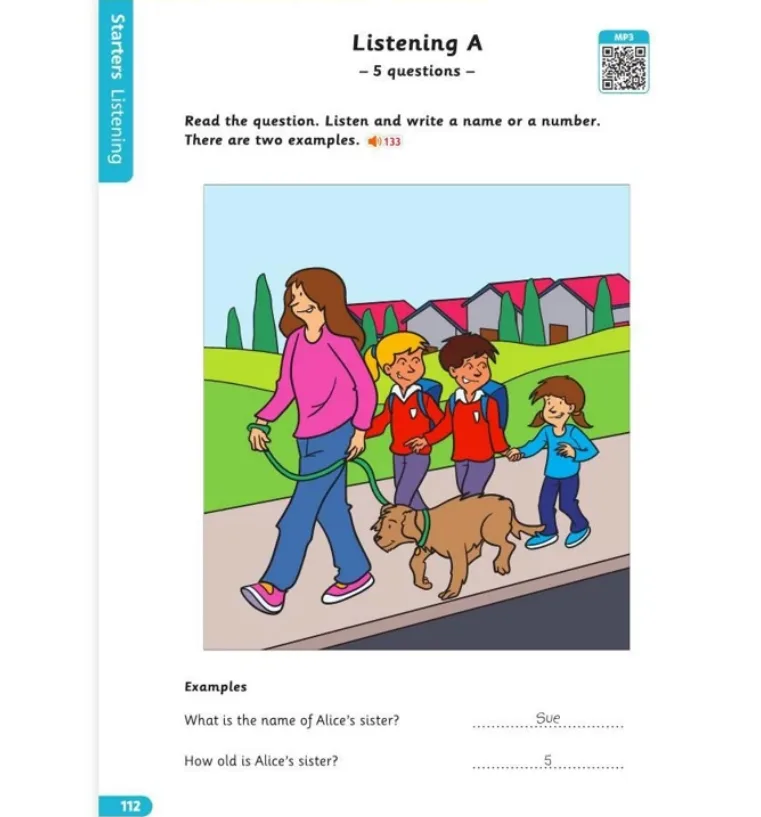 Starters Listening
Listening A
MP3
– 5 questions –
Read the question. Listen and write a name or a number.
There are two examples. 133
Examples
What is the name of Alice's sister? Sue
How old is Alice's sister? 5
112